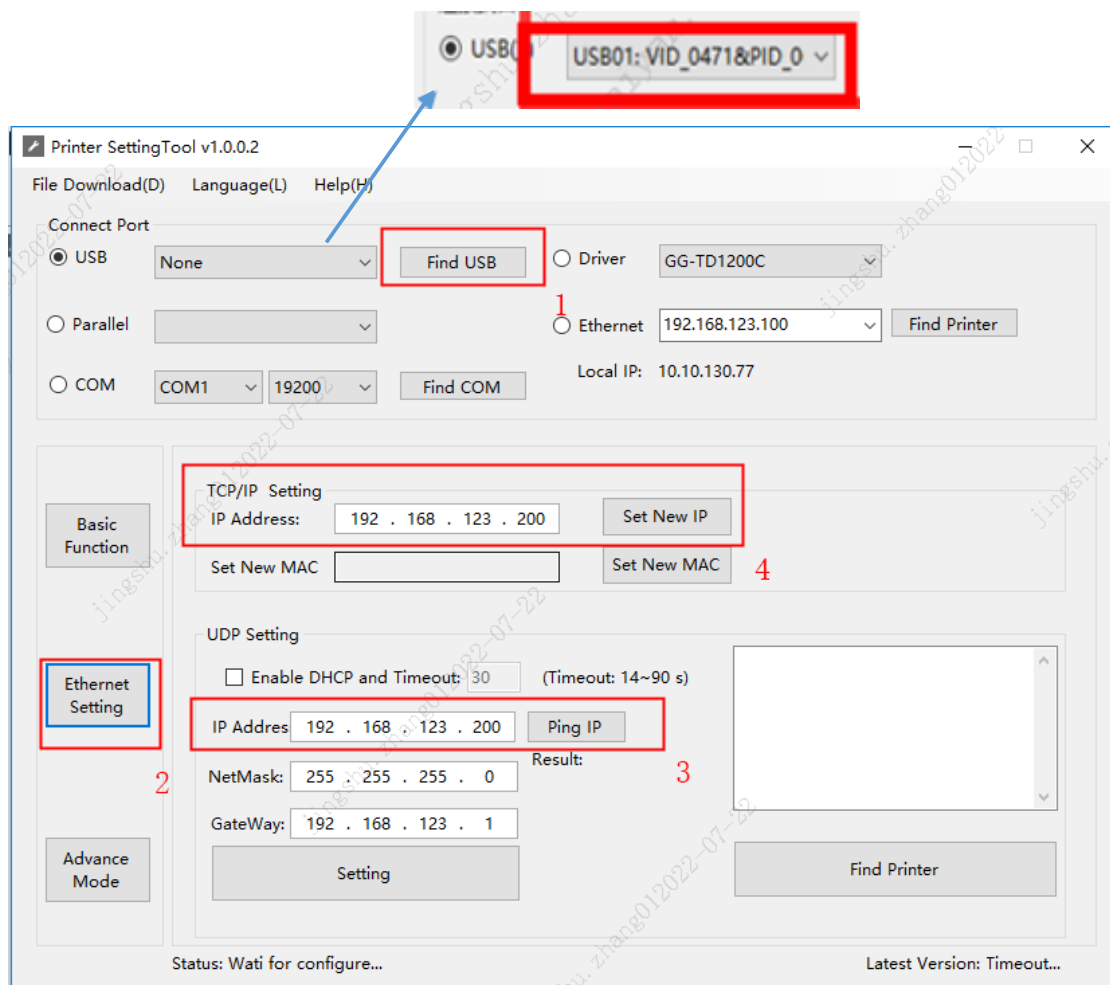 USB(
USB01: VID_0471&PID_0
Printer SettingTool v1.0.0.2
File Download(D) Language(L) Help(H)
Connect Port
USB None Find USB Driver GG-TD1200C
1
Parallel Ethernet 192.168.123.100 Find Printer
Local IP: 10.10.130.77
COM COM1 19200 Find COM
TCP/IP Setting
IP Address: 192 . 168 . 123 . 200 Set New IP
Set New MAC Set New MAC
4
Basic
Function
UDP Setting
Enable DHCP and Timeout: 30 (Timeout: 14~90 s)
Ethernet
Setting
2
IP Addres 192 . 168 . 123 . 200 Ping IP
Result:
3
NetMask: 255 . 255 . 255 . 0
GateWay: 192 . 168 . 123 . 1
Setting
Find Printer
Advance
Mode
Status: Wati for configure...
Latest Version: Timeout...
jingshu.zhang012022-07-22